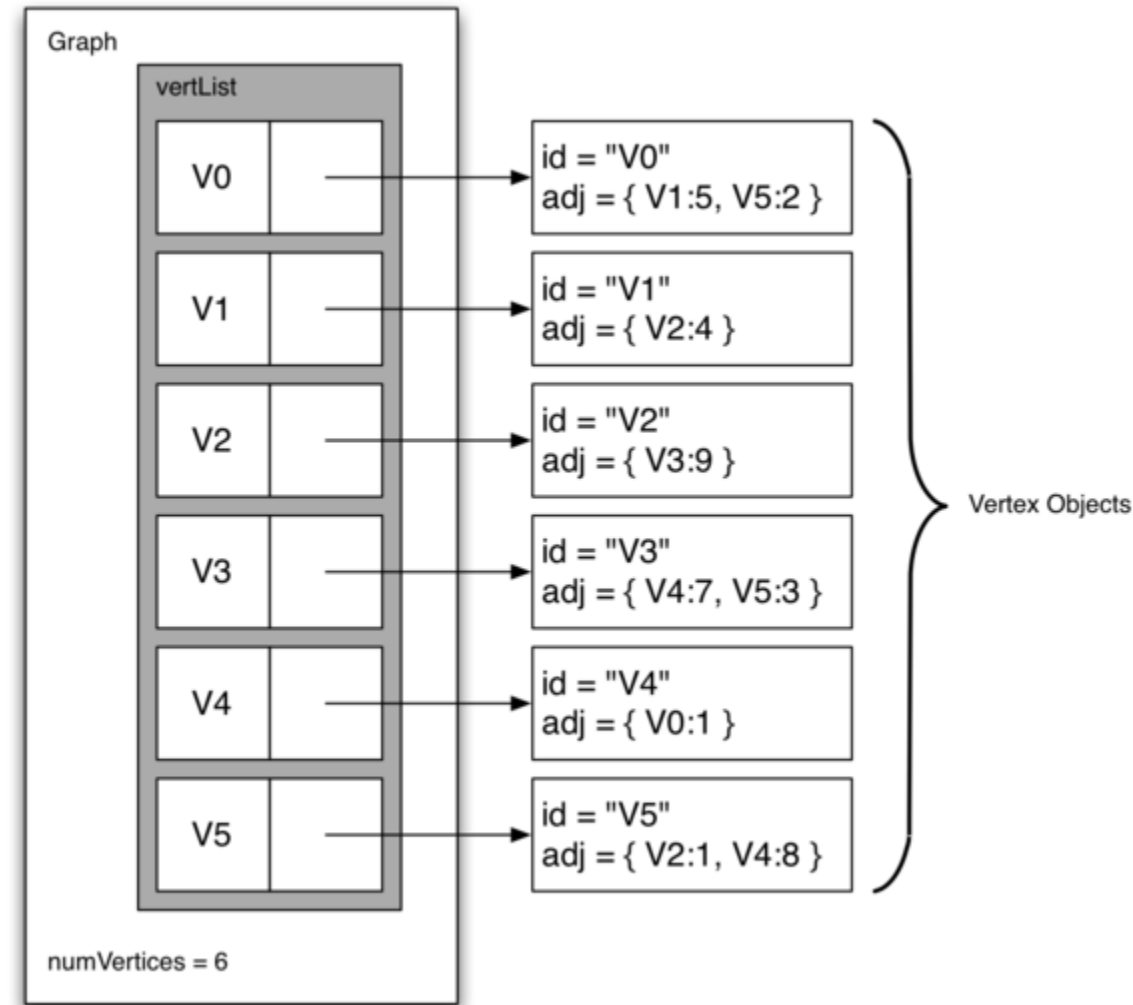 Graph
vertList
V0
id = "V0"
adj = { V1:5, V5:2 }
V1
id = "V1"
adj = { V2:4 }
V2
id = "V2"
adj = { V3:9 }
V3
id = "V3"
adj = { V4:7, V5:3 }
V4
id = "V4"
adj = { V0:1 }
V5
id = "V5"
adj = { V2:1, V4:8 }
Vertex Objects
numVertices = 6